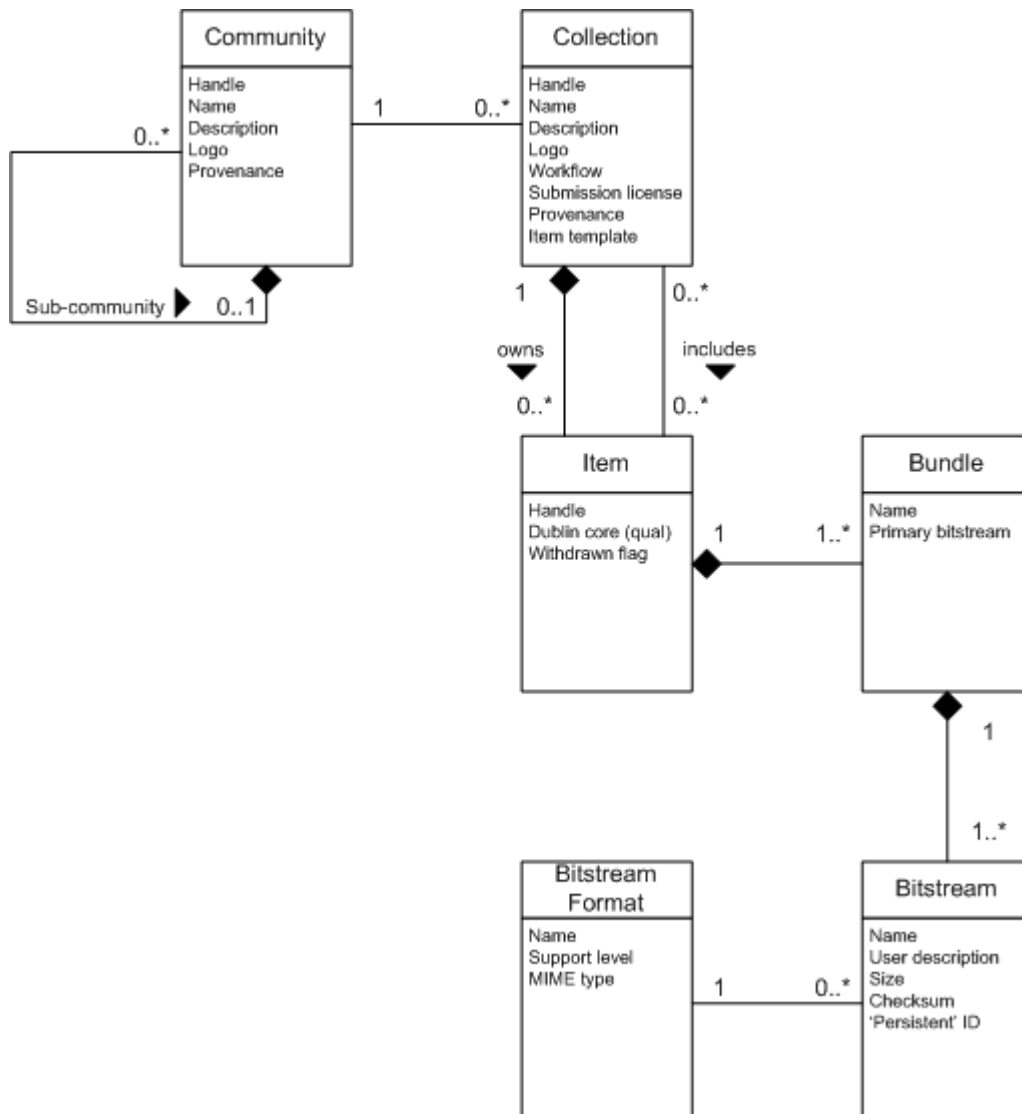 Community
Handle
Name
Description
Logo
Provenance
Collection
Handle
Name
Description
Logo
Workflow
Submission license
Provenance
Item template
1
0..*
0..*
Sub-community
0..1
1
0..*
owns
includes
0..*
0..*
Item
Handle
Dublin core (qual)
Withdrawn flag
Bundle
Name
Primary bitstream
1
1..*
1
1..*
Bitstream
Format
Name
Support level
MIME type
Bitstream
Name
User description
Size
Checksum
‘Persistent’ ID
1
0..*